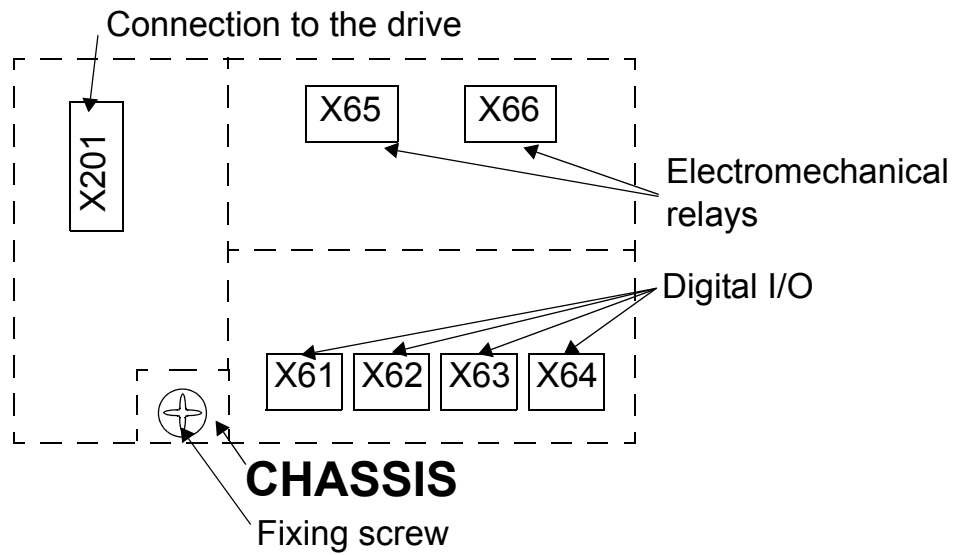 Connection to the drive
X65
X66
X201
Electromechanical
relays
Digital I/O
X61
X62
X63
X64
CHASSIS
Fixing screw